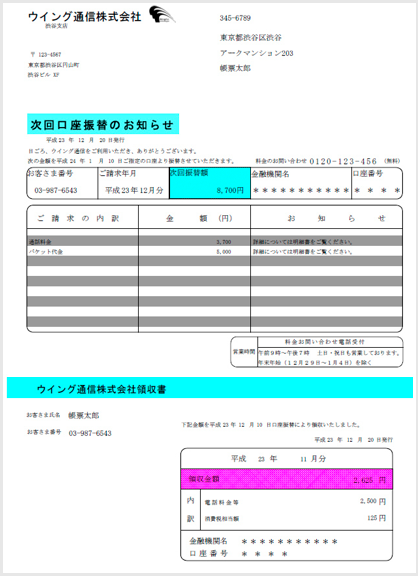 ウイング通信株式会社
渋谷支店
345-6789
東京都渋谷区渋谷
アークマンション203
帳票太郎
〒 123-4567
東京都渋谷区円山町
渋谷ビル 8F
次回口座振替のお知らせ
平成 23 年 12 月 20 日発行
日ごろ、ウイング通信をご利用いただき、ありがとうございます。
次の金額を平成 24 年 1 月 10 日ご指定の口座より振替させていただきます。 料金のお問い合わせ 0120-123-456 (無料)
お客さま番号 ご請求年月 次回振替額 金融機関名 口座番号
03-987-6543 平成23年12月分 8,700円 *********** ****
ご請求の内訳 金額 (円) お知らせ
通話料金 3,700 詳細については明細書をご覧ください。
パケット代金 5,000 詳細については明細書をご覧ください。
料金お問い合わせ電話受付
営業時間 午前9時~午後7時 土日・祝日も営業しております。
年末年始(12月29日~1月4日)を除く
ウイング通信株式会社領収書
お客さま氏名 帳票太郎
お客さま番号 03-987-6543
下記金額を平成 23 年 12 月 10 日口座振替により領収いたしました。
平成 23 年 12 月 20 日発行
平成 23 年 11 月分
領収金額 2,625 円
内訳 電話料金等 2,500 円
消費税相当額 125 円
金融機関名 ***********
口座番号 ****